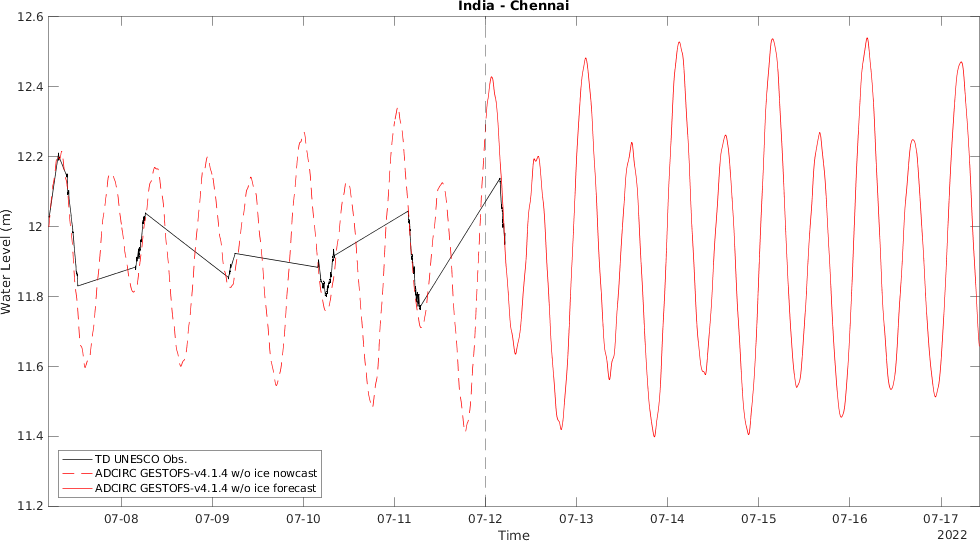 India - Chennai
12.6
12.4
12.2
12
11.8
11.6
11.4
11.2
Water Level (m)
TD UNESCO Obs.
ADCIRC GESTOFS-v4.1.4 w/o ice nowcast
ADCIRC GESTOFS-v4.1.4 w/o ice forecast
07-08 07-09 07-10 07-11 07-12 07-13 07-14 07-15 07-16 07-17
Time
2022